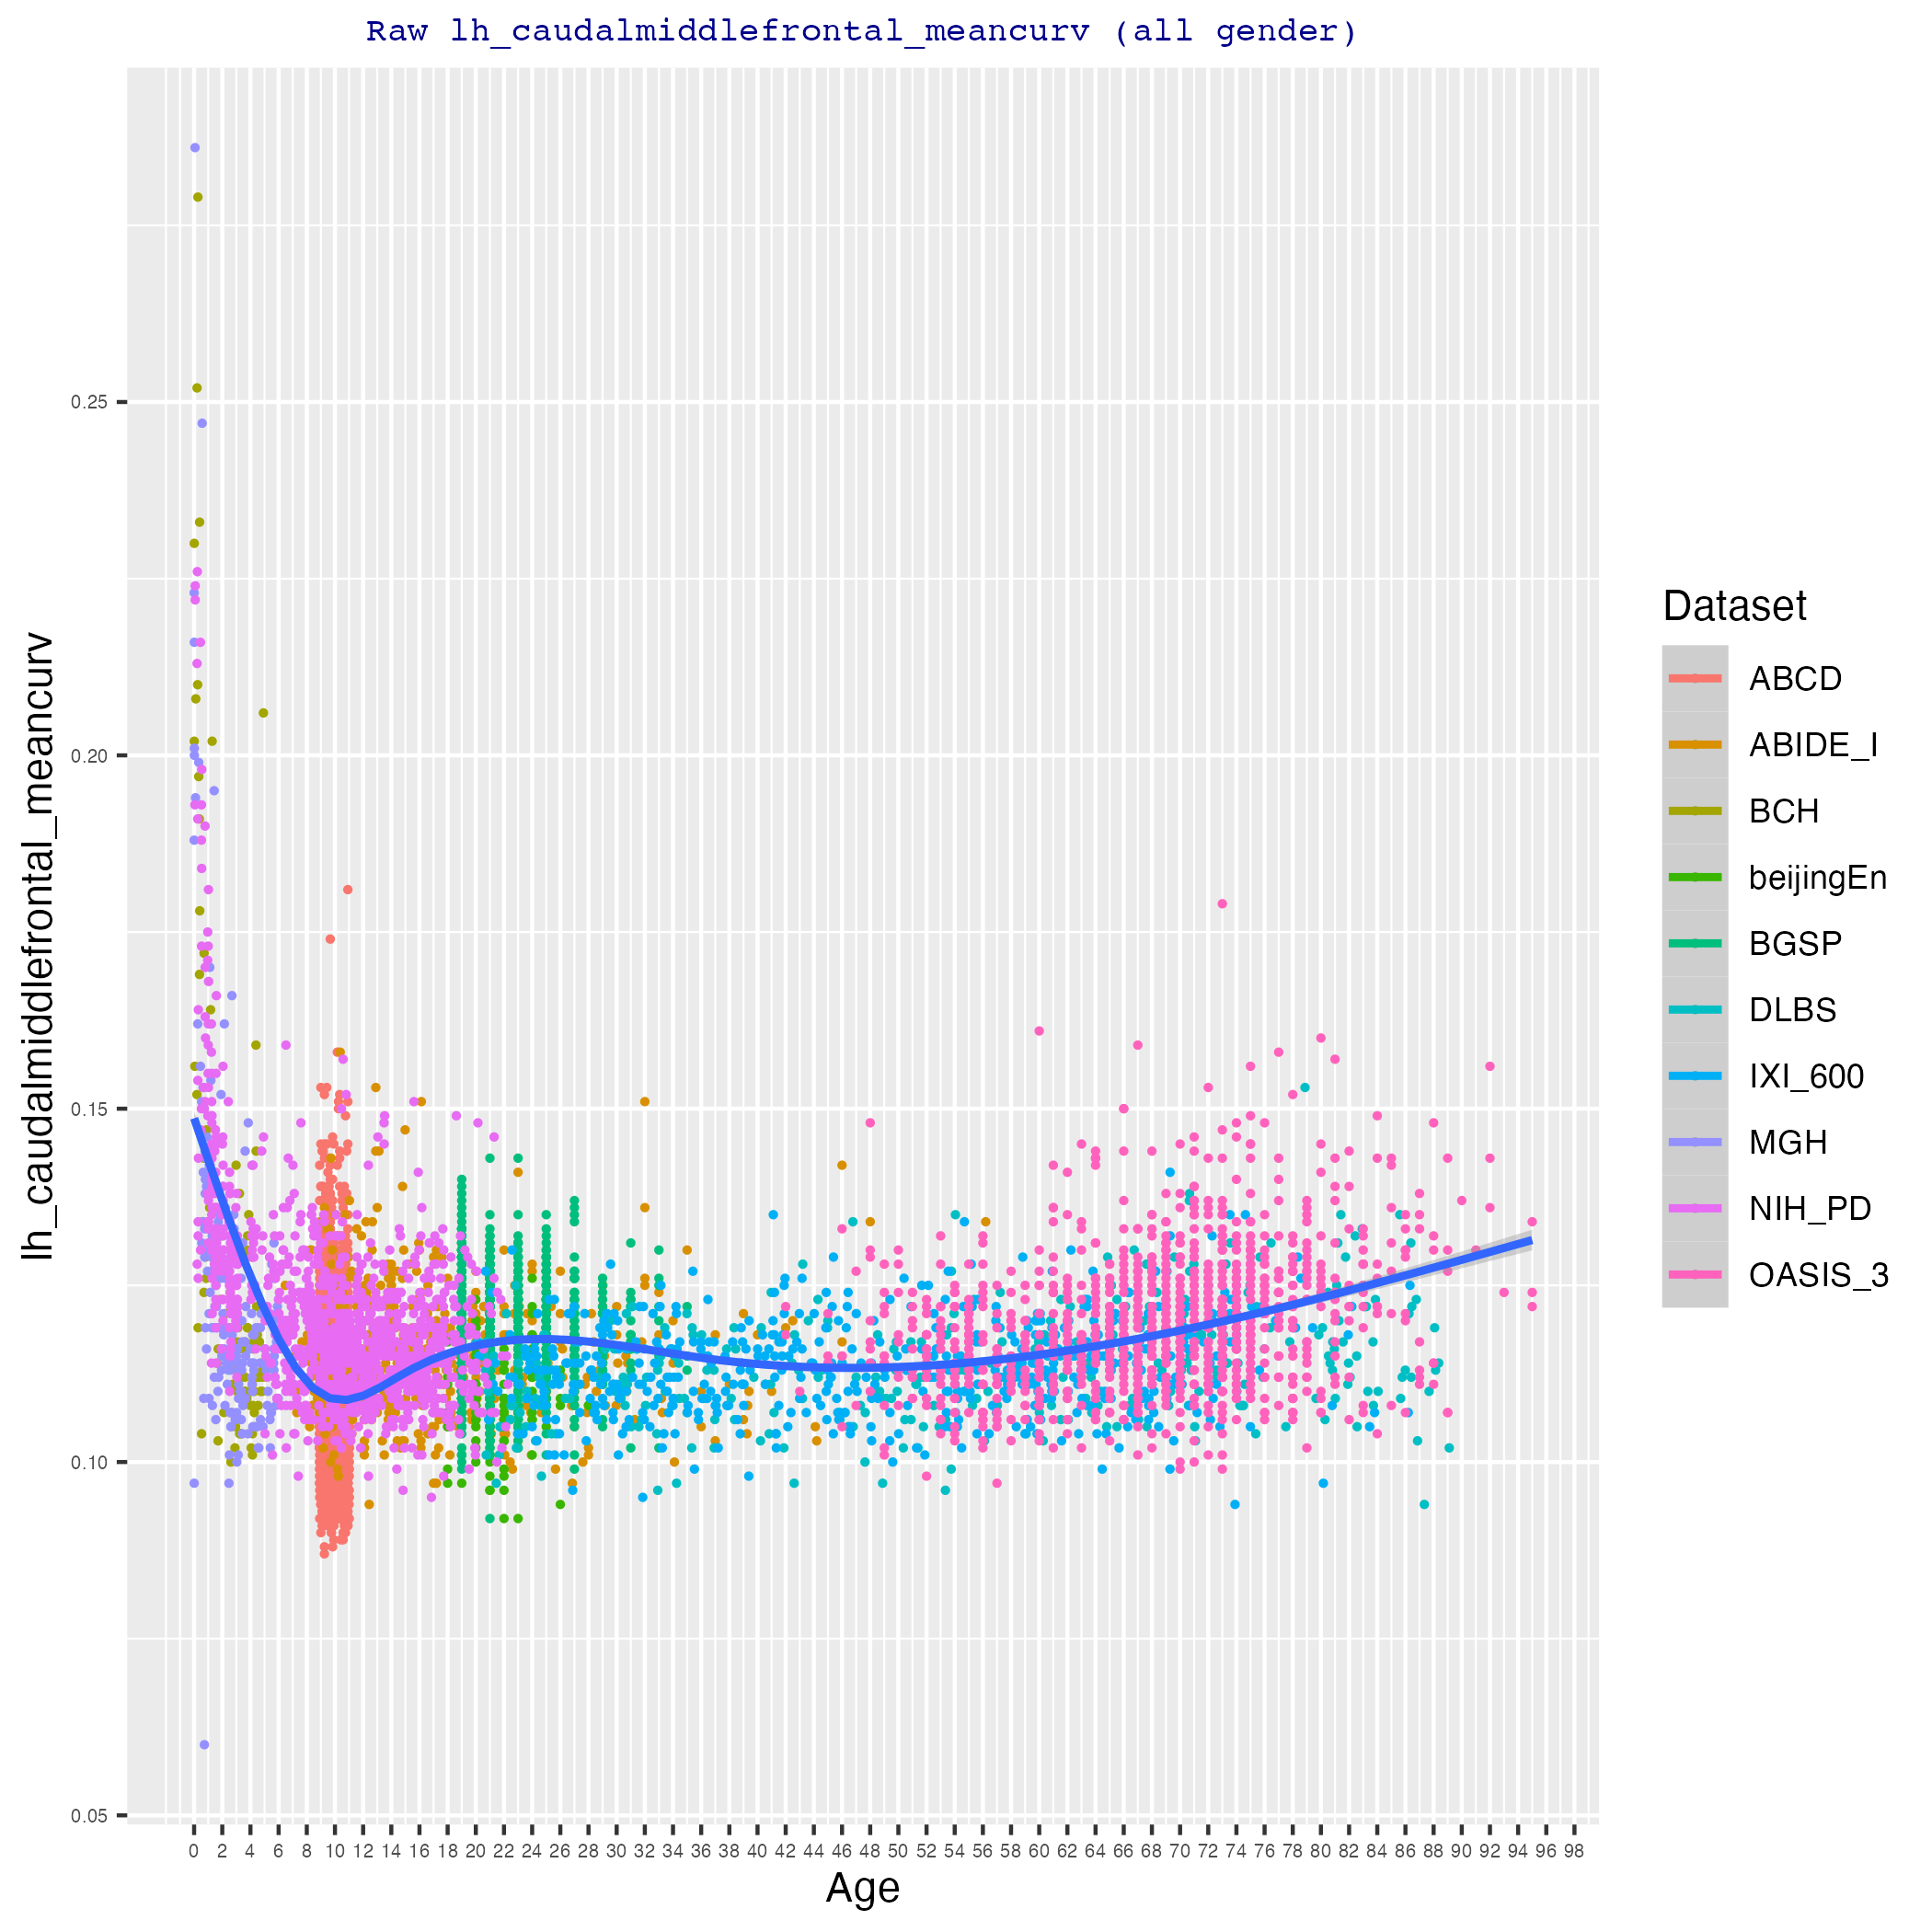 Raw lh_caudalmiddlefrontal_meancurv (all gender)
lh_caudalmiddlefrontal_meancurv
0.25
0.20
0.15
0.10
0.05
0 2 4 6 8 10 12 14 16 18 20 22 24 26 28 30 32 34 36 38 40 42 44 46 48 50 52 54 56 58 60 62 64 66 68 70 72 74 76 78 80 82 84 86 88 90 92 94 96 98
Age
Dataset
ABCD
ABIDE_I
BCH
beijingEn
BGSP
DLBS
IXI_600
MGH
NIH_PD
OASIS_3